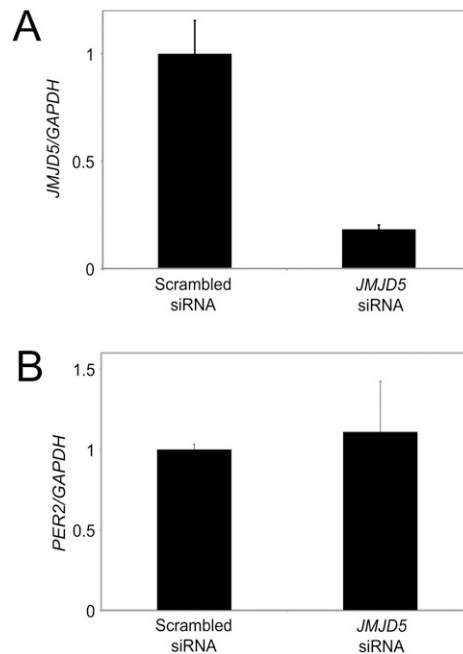 A
JMJD5/GAPDH
1
0.5
0
Scrambled
siRNA
JMJD5
siRNA
B
PER2/GAPDH
1.5
1
0.5
0
Scrambled
siRNA
JMJD5
siRNA